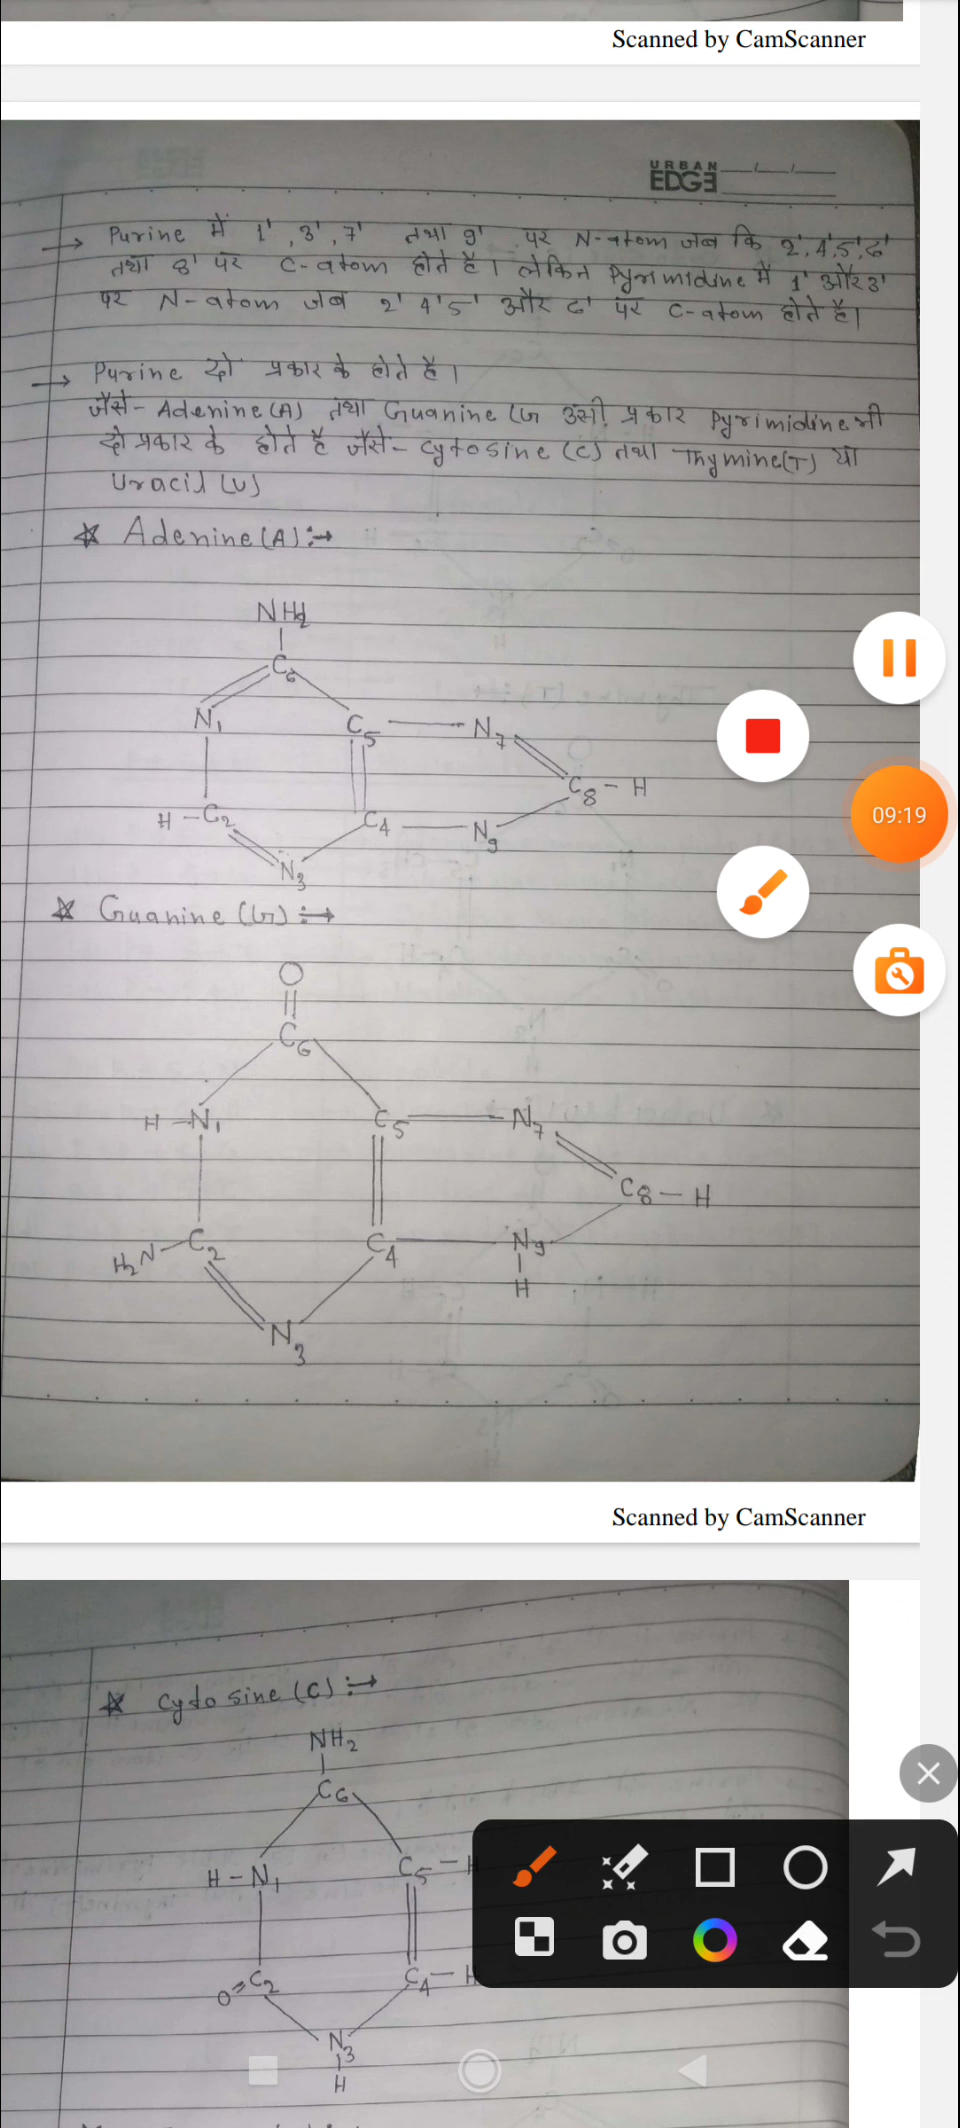 Scanned by CamScanner
URBAN
EDGE
→ Purine में 1', 3', 7' तथा 9' पर N-atom जब कि 2', 4', 5', 6'
तथा 8' पर C-atom होते है। लेकिन Pyrimidine में 1' और 3'
पर N-atom जब 2' 4' 5' और 6' पर C-atom होते है।
→ Purine दो प्रकार के होते है।
जैसे- Adenine (A) तथा Guanine (G उसी प्रकार Pyrimidine भी
दो प्रकार के होते है जैसे- Cytosine (C) तथा Thymine(T) या
Uracil (U)
* Adenine (A) :→
NH2
C6
N1
C5 N7
C8 - H
H - C2
C4 N9
N3
* Guanine (G) :→
O
C6
H - N1
C5 N7
C8 - H
H2N - C2
C4 N9
H
N3
Scanned by CamScanner
* Cytosine (C) :→
NH2
C6
H - N1
C5 - H
O=C2
C4 - H
N3
H
09:19